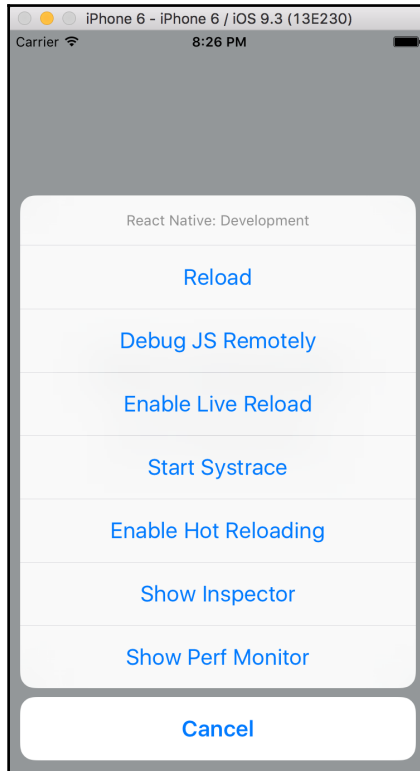 iPhone 6 - iPhone 6 / iOS 9.3 (13E230)
Carrier 8:26 PM
React Native: Development
Reload
Debug JS Remotely
Enable Live Reload
Start Systrace
Enable Hot Reloading
Show Inspector
Show Perf Monitor
Cancel